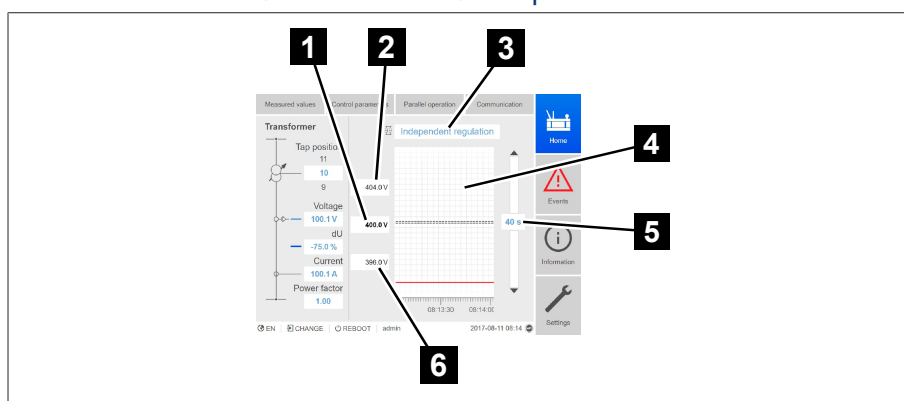 1 2 3
Measured values Control parameters Parallel operation Communication
Transformer Independent regulation
Home
Tap position
11
10
9 404.0 V
4
Events
Voltage
100.1 V 400.0 V 40 s 5
dU
-75.0 %
Information
Current 396.0 V
100.1 A
Power factor
1.00
08:13:30 08:14:00
Settings
EN CHANGE REBOOT admin 2017-08-11 08:14
6